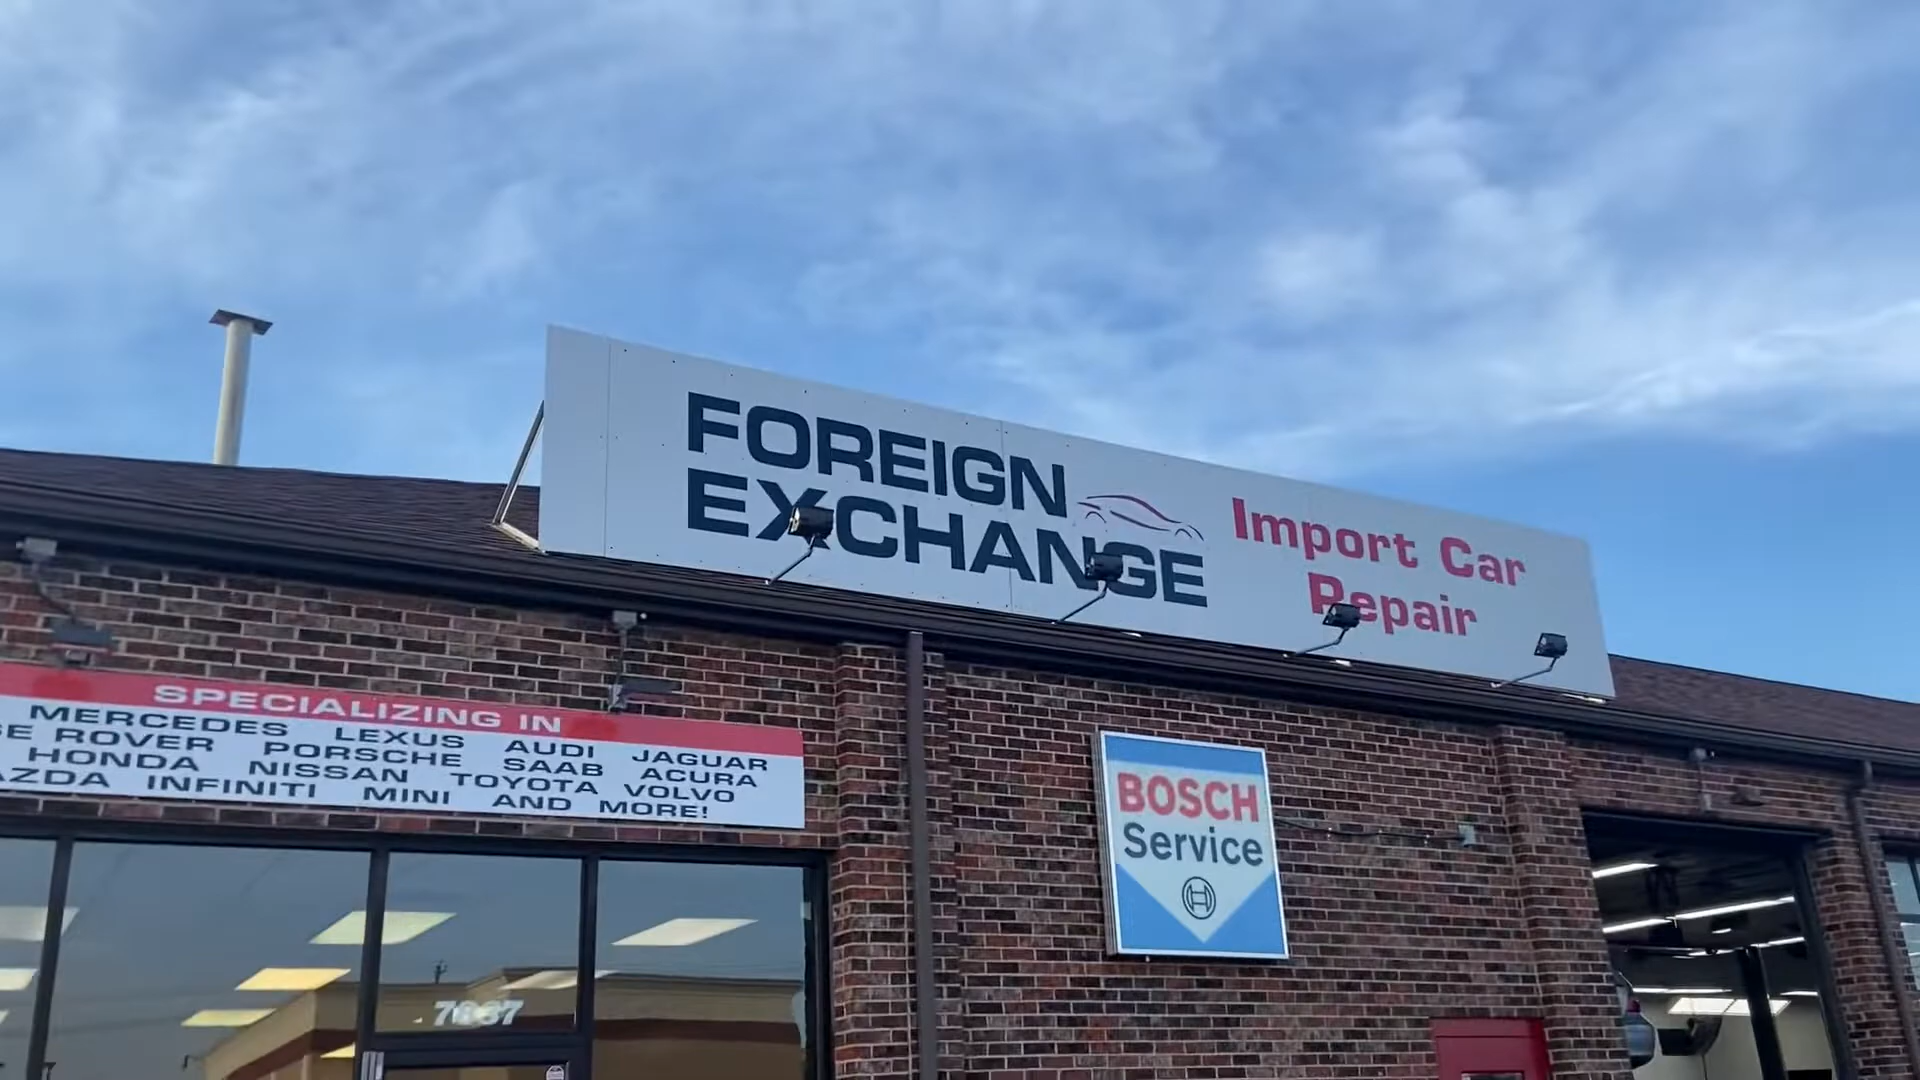 FOREIGN
EXCHANGE
Import Car
Repair
SPECIALIZING IN
MERCEDES LEXUS AUDI JAGUAR
ROVER PORSCHE SAAB ACURA
HONDA NISSAN TOYOTA VOLVO
INFINITI MINI AND MORE!
BOSCH
Service